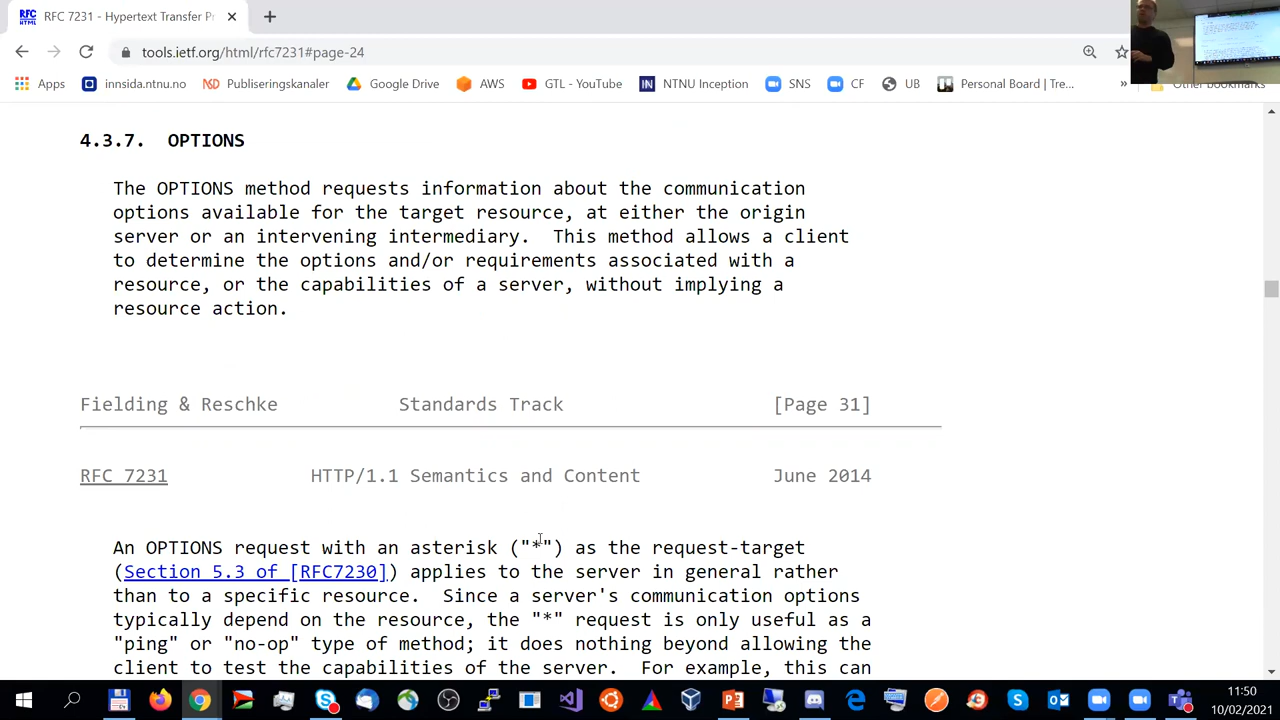 RFC HTML
RFC 7231 - Hypertext Transfer Pr
tools.ietf.org/html/rfc7231#page-24
Apps
innsida.ntnu.no
Publiseringskanaler
Google Drive
AWS
GTL - YouTube
NTNU Inception
SNS
CF
UB
Personal Board | Tre...
»
Other bookmarks
4.3.7. OPTIONS
The OPTIONS method requests information about the communication
options available for the target resource, at either the origin
server or an intervening intermediary. This method allows a client
to determine the options and/or requirements associated with a
resource, or the capabilities of a server, without implying a
resource action.
Fielding & Reschke Standards Track [Page 31]
RFC 7231 HTTP/1.1 Semantics and Content June 2014
An OPTIONS request with an asterisk ("*") as the request-target
(Section 5.3 of [RFC7230]) applies to the server in general rather
than to a specific resource. Since a server's communication options
typically depend on the resource, the "*" request is only useful as a
"ping" or "no-op" type of method; it does nothing beyond allowing the
client to test the capabilities of the server. For example, this can
11:50
10/02/2021